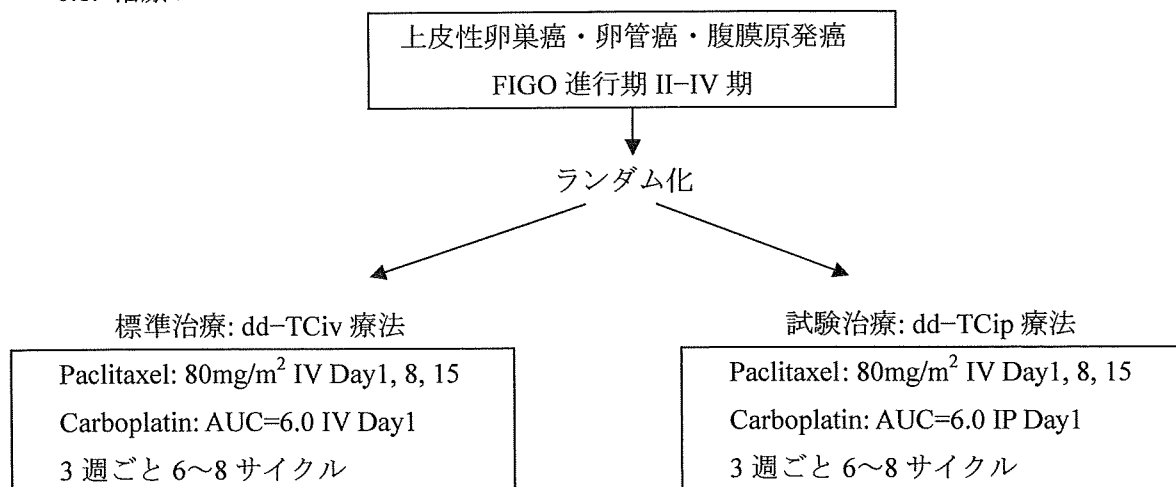 上皮性卵巣癌・卵管癌・腹膜原発癌
FIGO 進行期 II−IV 期
ランダム化
標準治療: dd−TCiv 療法
試験治療: dd−TCip 療法
Paclitaxel: 80mg/m² IV Day1, 8, 15
Carboplatin: AUC=6.0 IV Day1
3 週ごと 6〜8 サイクル
Paclitaxel: 80mg/m² IV Day1, 8, 15
Carboplatin: AUC=6.0 IP Day1
3 週ごと 6〜8 サイクル